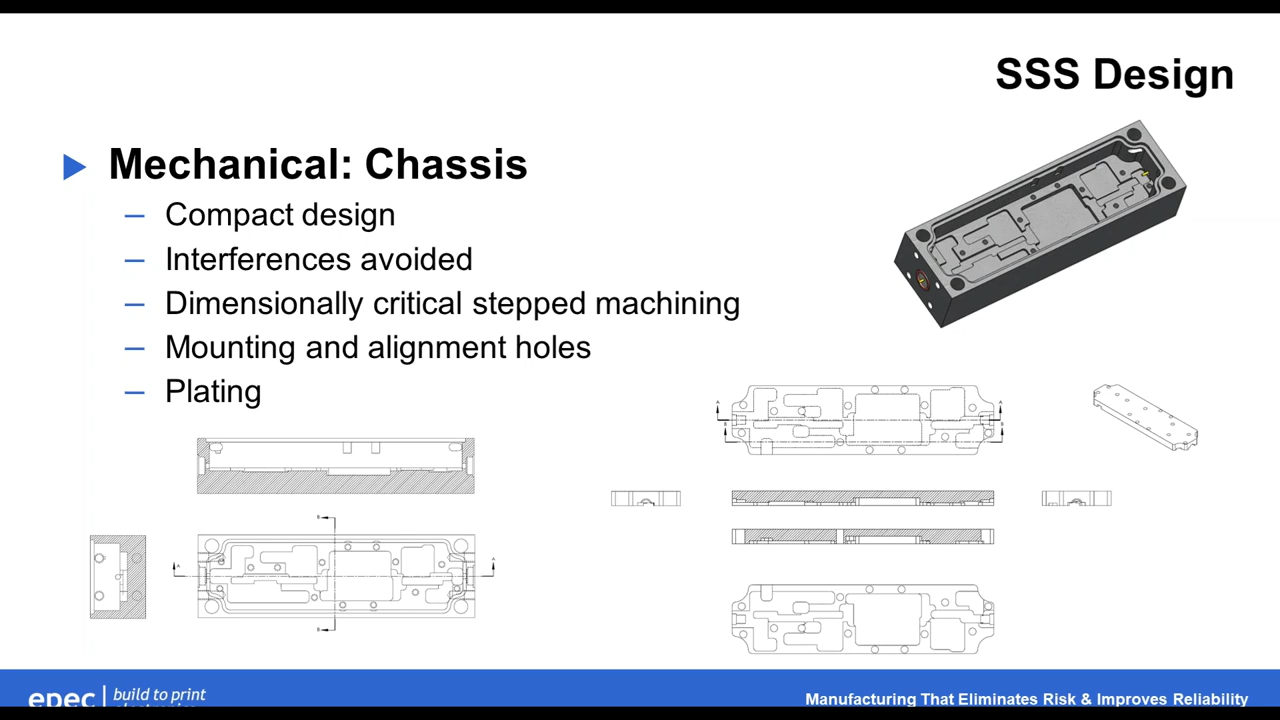 SSS Design
Mechanical: Chassis
– Compact design
– Interferences avoided
– Dimensionally critical stepped machining
– Mounting and alignment holes
– Plating
A
A
B
B
B
A
A
B
epec
build to print
Manufacturing That Eliminates Risk & Improves Reliability